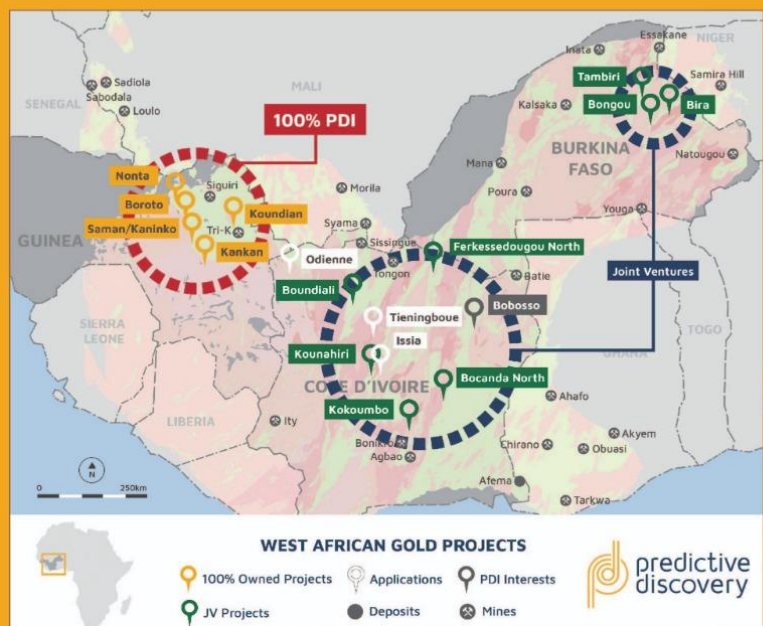 NIGER
Essakane
Inata
Tambiri
Samira Hill
Sadiola
Sabodala
MALI
SENEGAL
Loulo
Kalsaka
Bongou
Bira
100% PDI
BURKINA
FASO
Natougou
Mana
Nonta
Siguiri
Morila
Poura
Boroto
Koundian
Youga
Saman/Kaninko
Tri-K
Syama
GUINEA
Kankan
Sissingue
Odienne
Ferkessedougou North
Tongon
Batie
Joint Ventures
Boundiali
Bobosso
Tieningboue
SIERRA
LEONE
Issia
Kounahiri
GHANA
TOGO
COTE D'IVOIRE
Bocanda North
LIBERIA
Ity
Kokoumbo
Ahafo
Bonikro
Agbao
Chirano
Akyem
Obuasi
Afema
Tarkwa
N
0
250km
WEST AFRICAN GOLD PROJECTS
100% Owned Projects
Applications
PDI Interests
JV Projects
Deposits
Mines
predictive
discovery